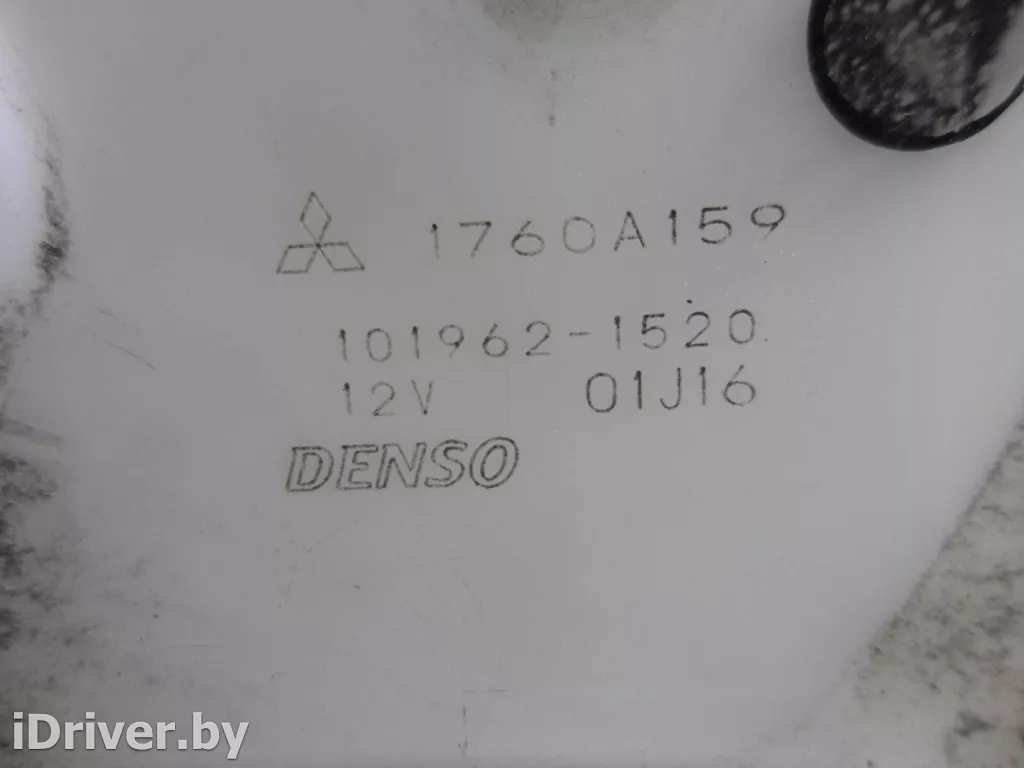 1760A159
101962-1520
12V 01J16
DENSO
iDriver.by